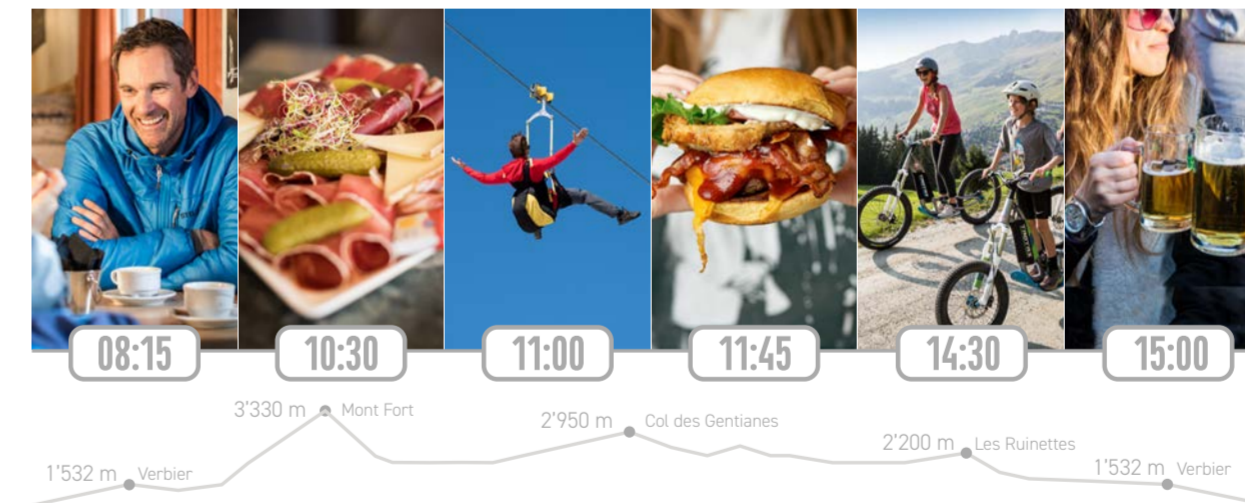 08:15
10:30
11:00
11:45
14:30
15:00
3'330 m Mont Fort
2'950 m Col des Gentianes
2'200 m Les Ruinettes
1'532 m Verbier
1'532 m Verbier